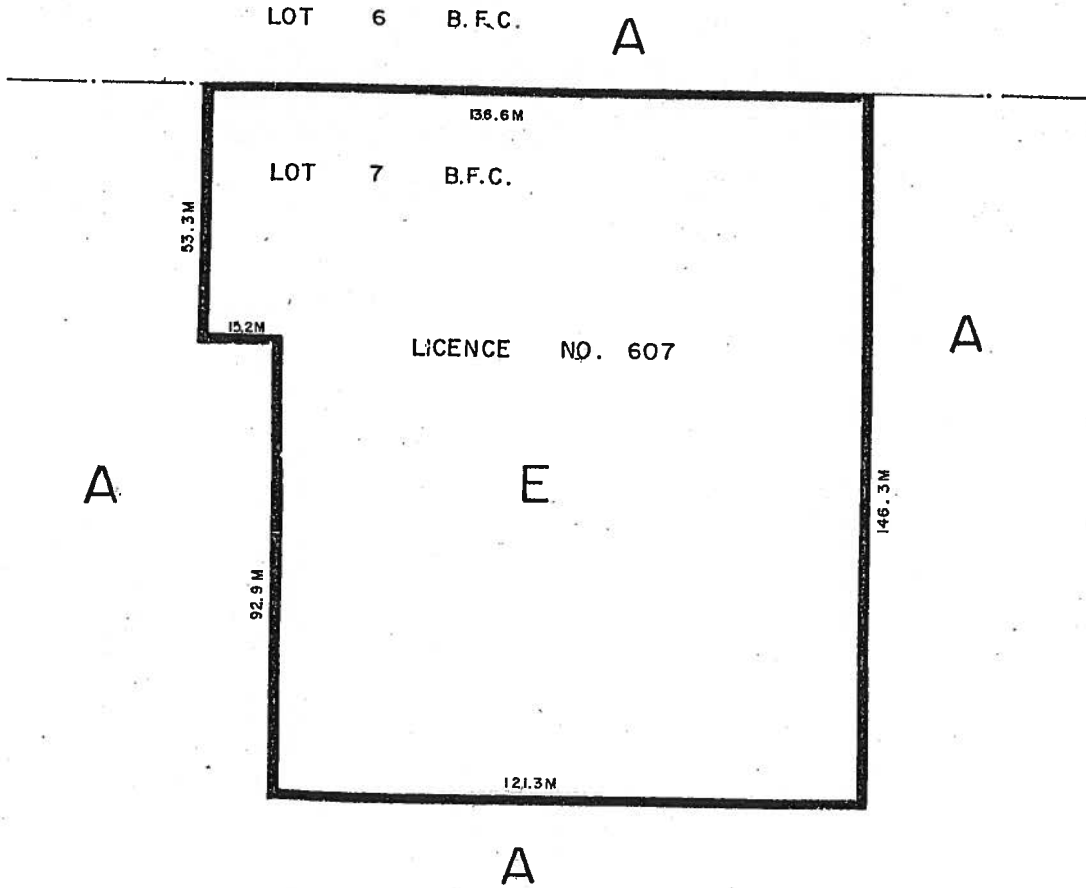 LOT 6 B.F.C.
A
136.6M
LOT 7 B.F.C.
53.3M
15.2M
LICENCE NO. 607
A
A
E
146.3M
92.9M
121.3M
A